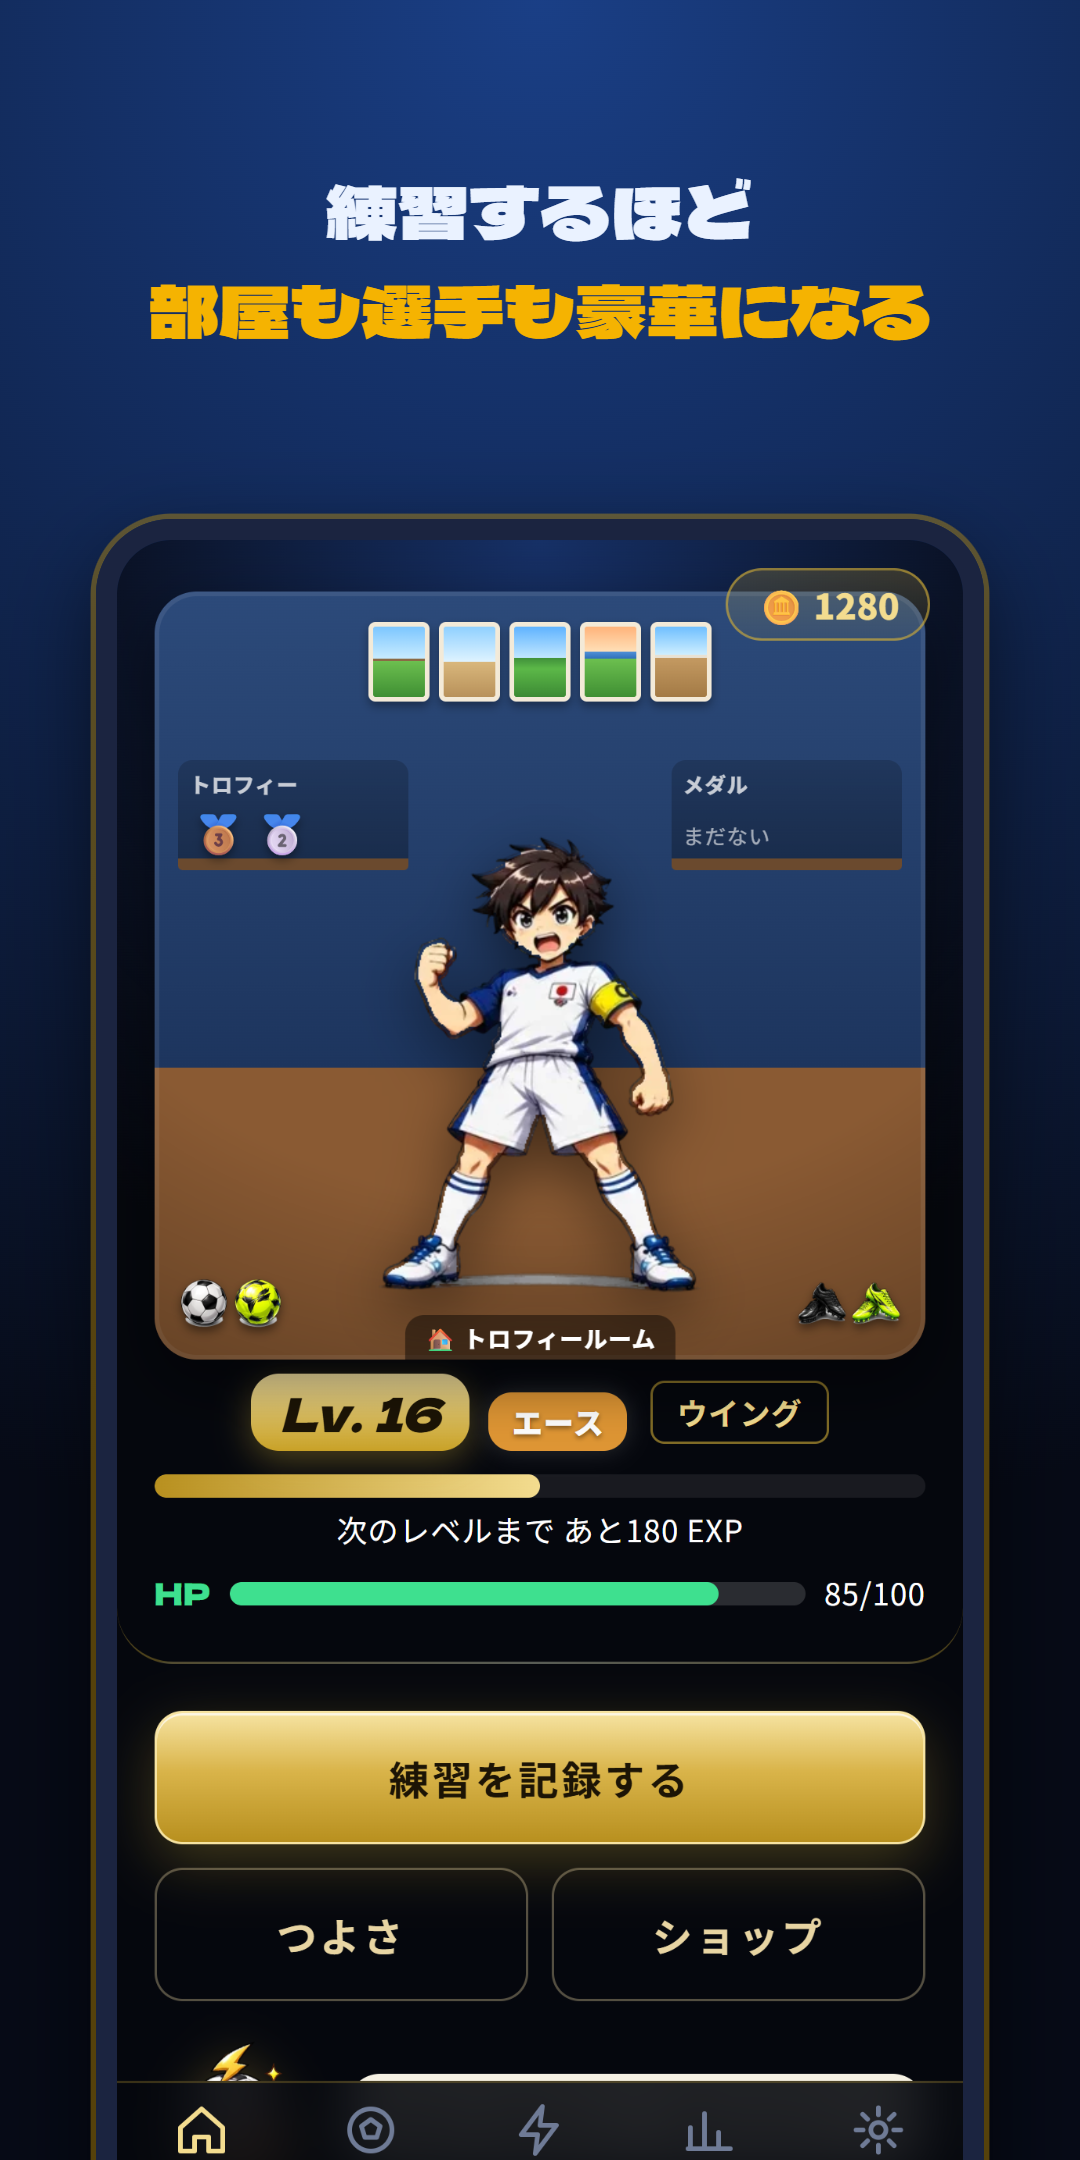 練習するほど
部屋も選手も豪華になる
1280
トロフィー
メダル
3 2
まだない
トロフィールーム
Lv. 16 エース ウイング
次のレベルまで あと180 EXP
HP 85/100
練習を記録する
つよさ ショップ